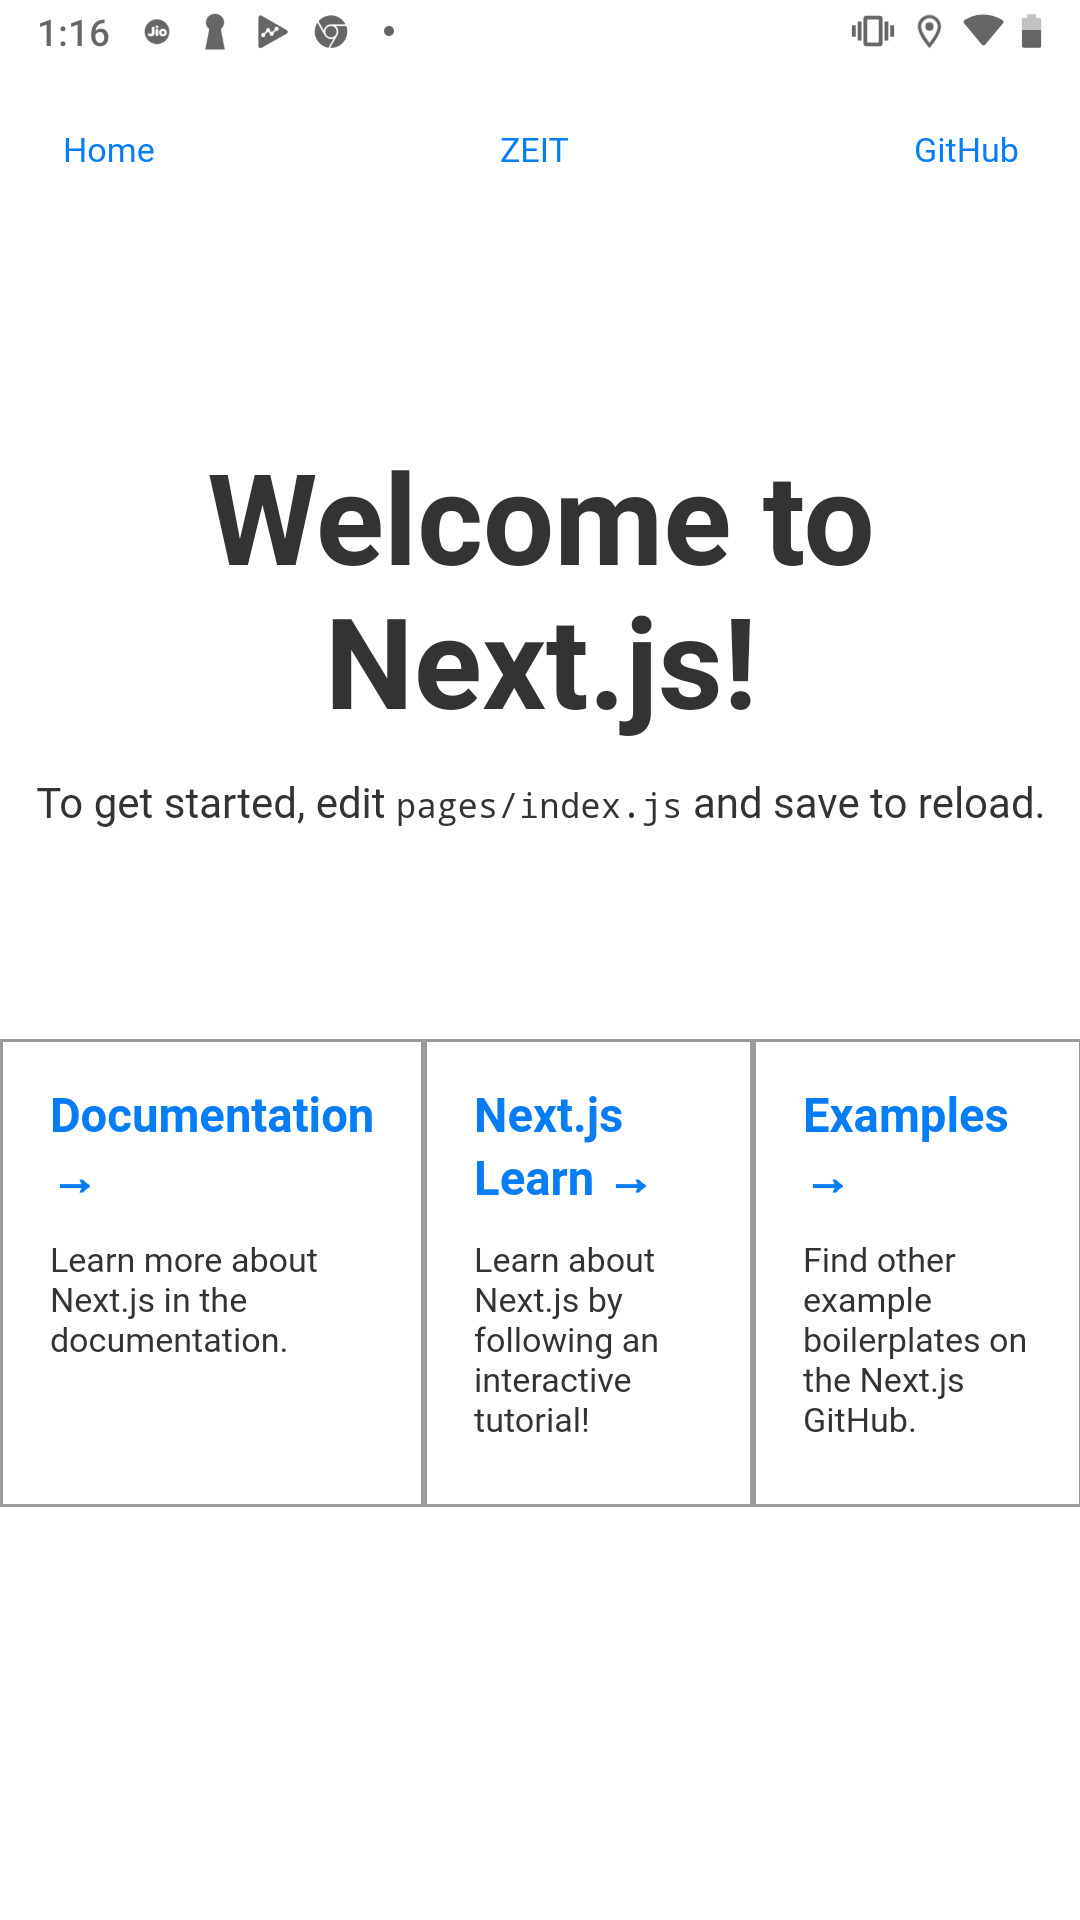 1:16 Jio
Home ZEIT GitHub
Welcome to
Next.js!
To get started, edit pages/index.js and save to reload.
Documentation
→
Learn more about
Next.js in the
documentation.
Next.js
Learn →
Learn about
Next.js by
following an
interactive
tutorial!
Examples
→
Find other
example
boilerplates on
the Next.js
GitHub.